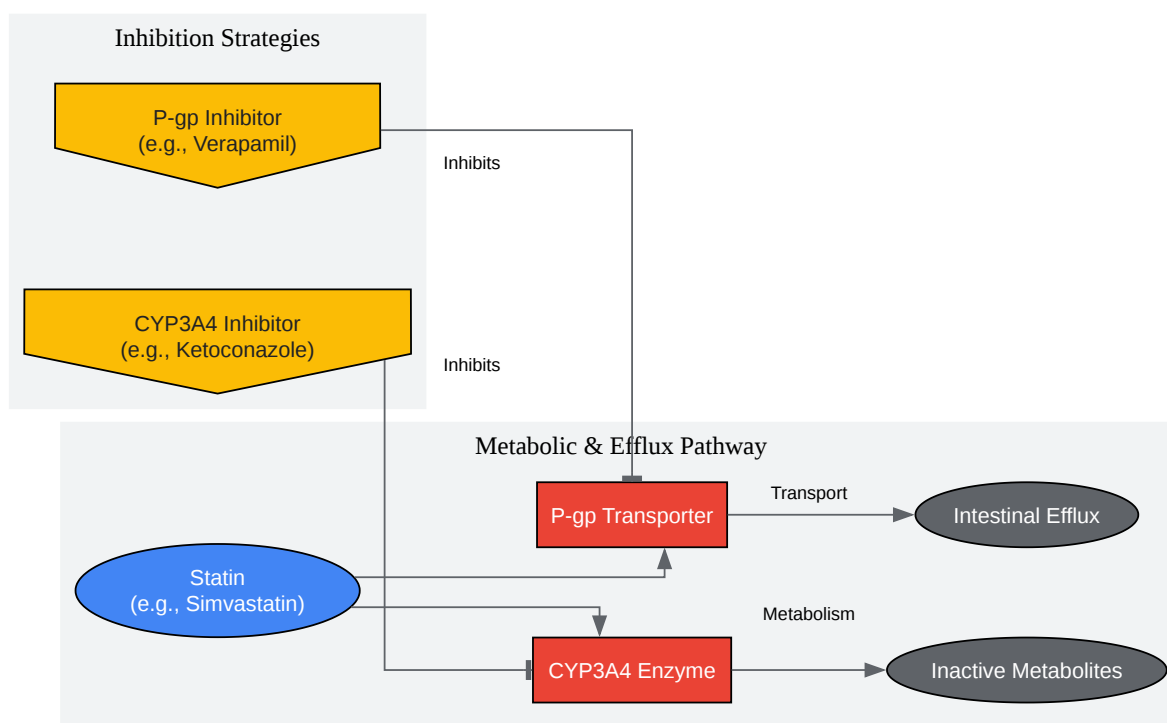 Inhibition Strategies
P-gp Inhibitor
(e.g., Verapamil)
Inhibits
CYP3A4 Inhibitor
(e.g., Ketoconazole)
Inhibits
Metabolic & Efflux Pathway
P-gp Transporter
Transport
Intestinal Efflux
Statin
(e.g., Simvastatin)
Metabolism
CYP3A4 Enzyme
Inactive Metabolites